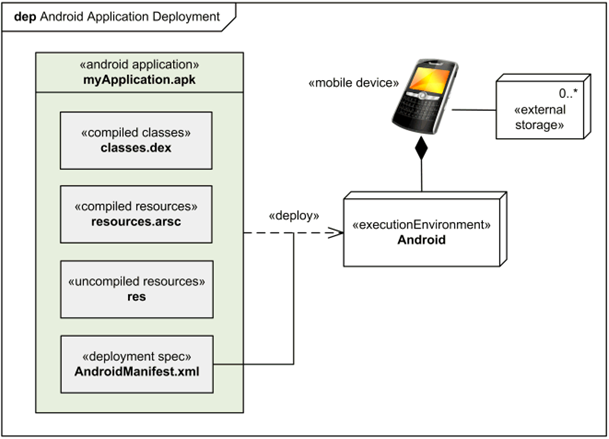 dep Android Application Deployment
«android application»
myApplication.apk
«compiled classes»
classes.dex
«compiled resources»
resources.arsc
«uncompiled resources»
res
«deployment spec»
AndroidManifest.xml
«deploy»
«mobile device»
0..*
«external
storage»
«executionEnvironment»
Android